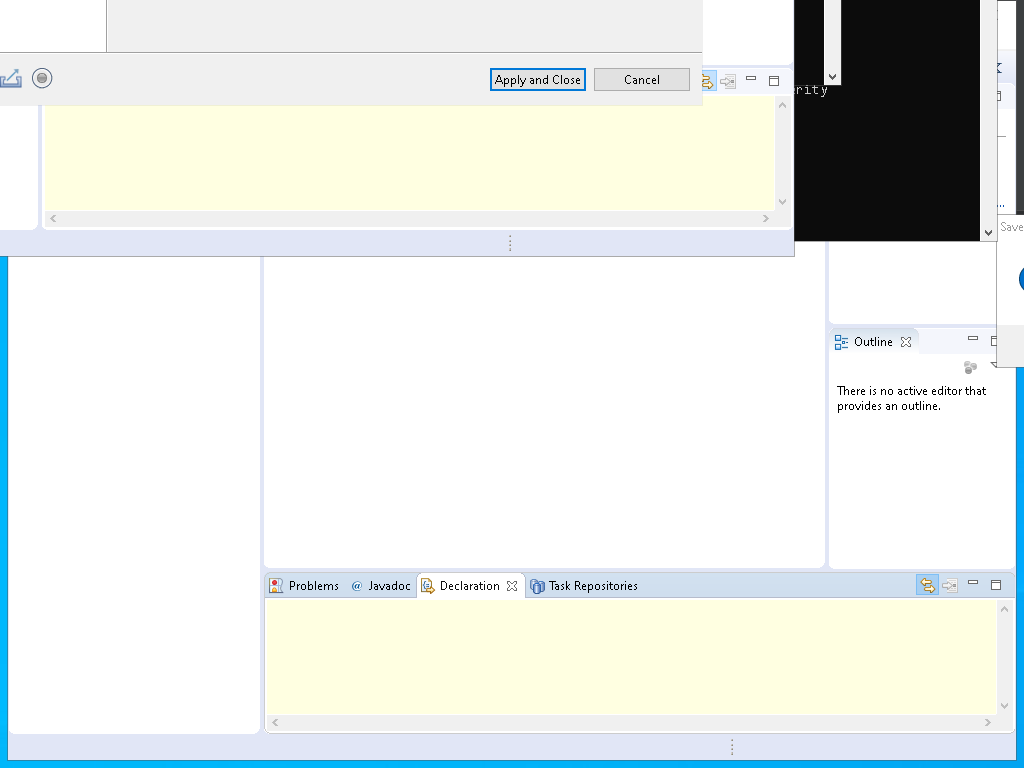 Apply and Close
Cancel
erity
Save
Outline
There is no active editor that
provides an outline.
Problems
@ Javadoc
Declaration
Task Repositories